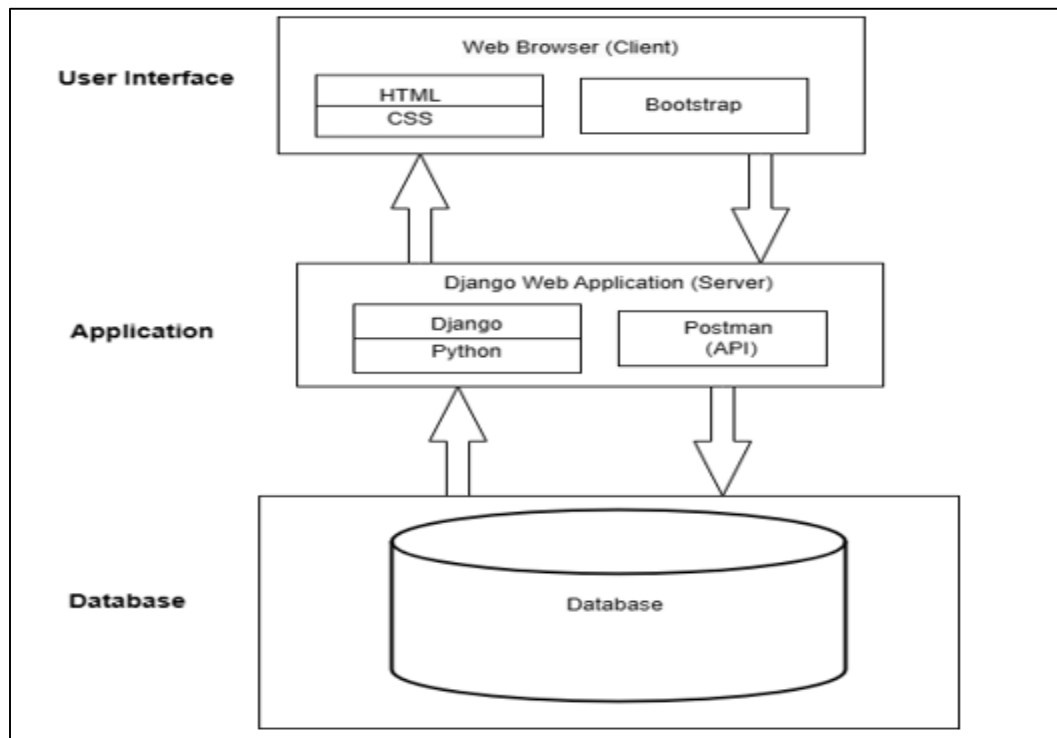 Web Browser (Client)
User Interface
HTML
CSS
Bootstrap
Django Web Application (Server)
Application
Django
Python
Postman
(API)
Database
Database